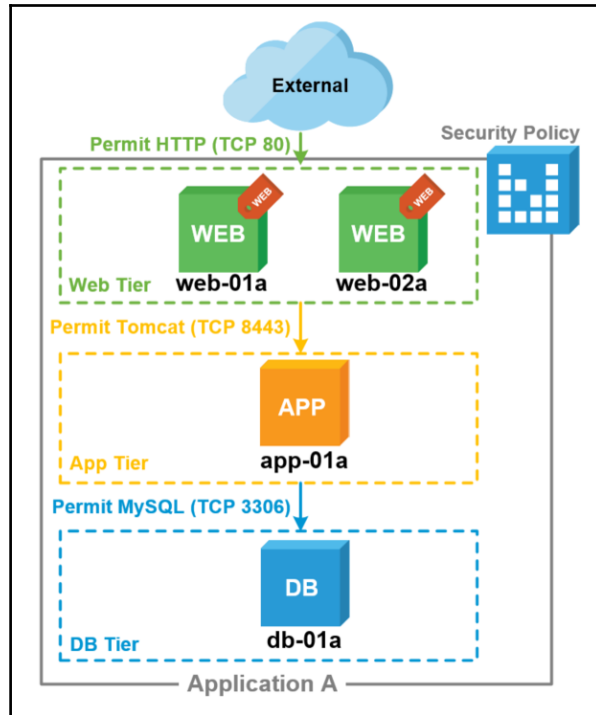 External
Security Policy
Permit HTTP (TCP 80)
WEB
WEB
WEB
WEB
web-01a
web-02a
Web Tier
Permit Tomcat (TCP 8443)
APP
app-01a
App Tier
Permit MySQL (TCP 3306)
DB
db-01a
DB Tier
Application A